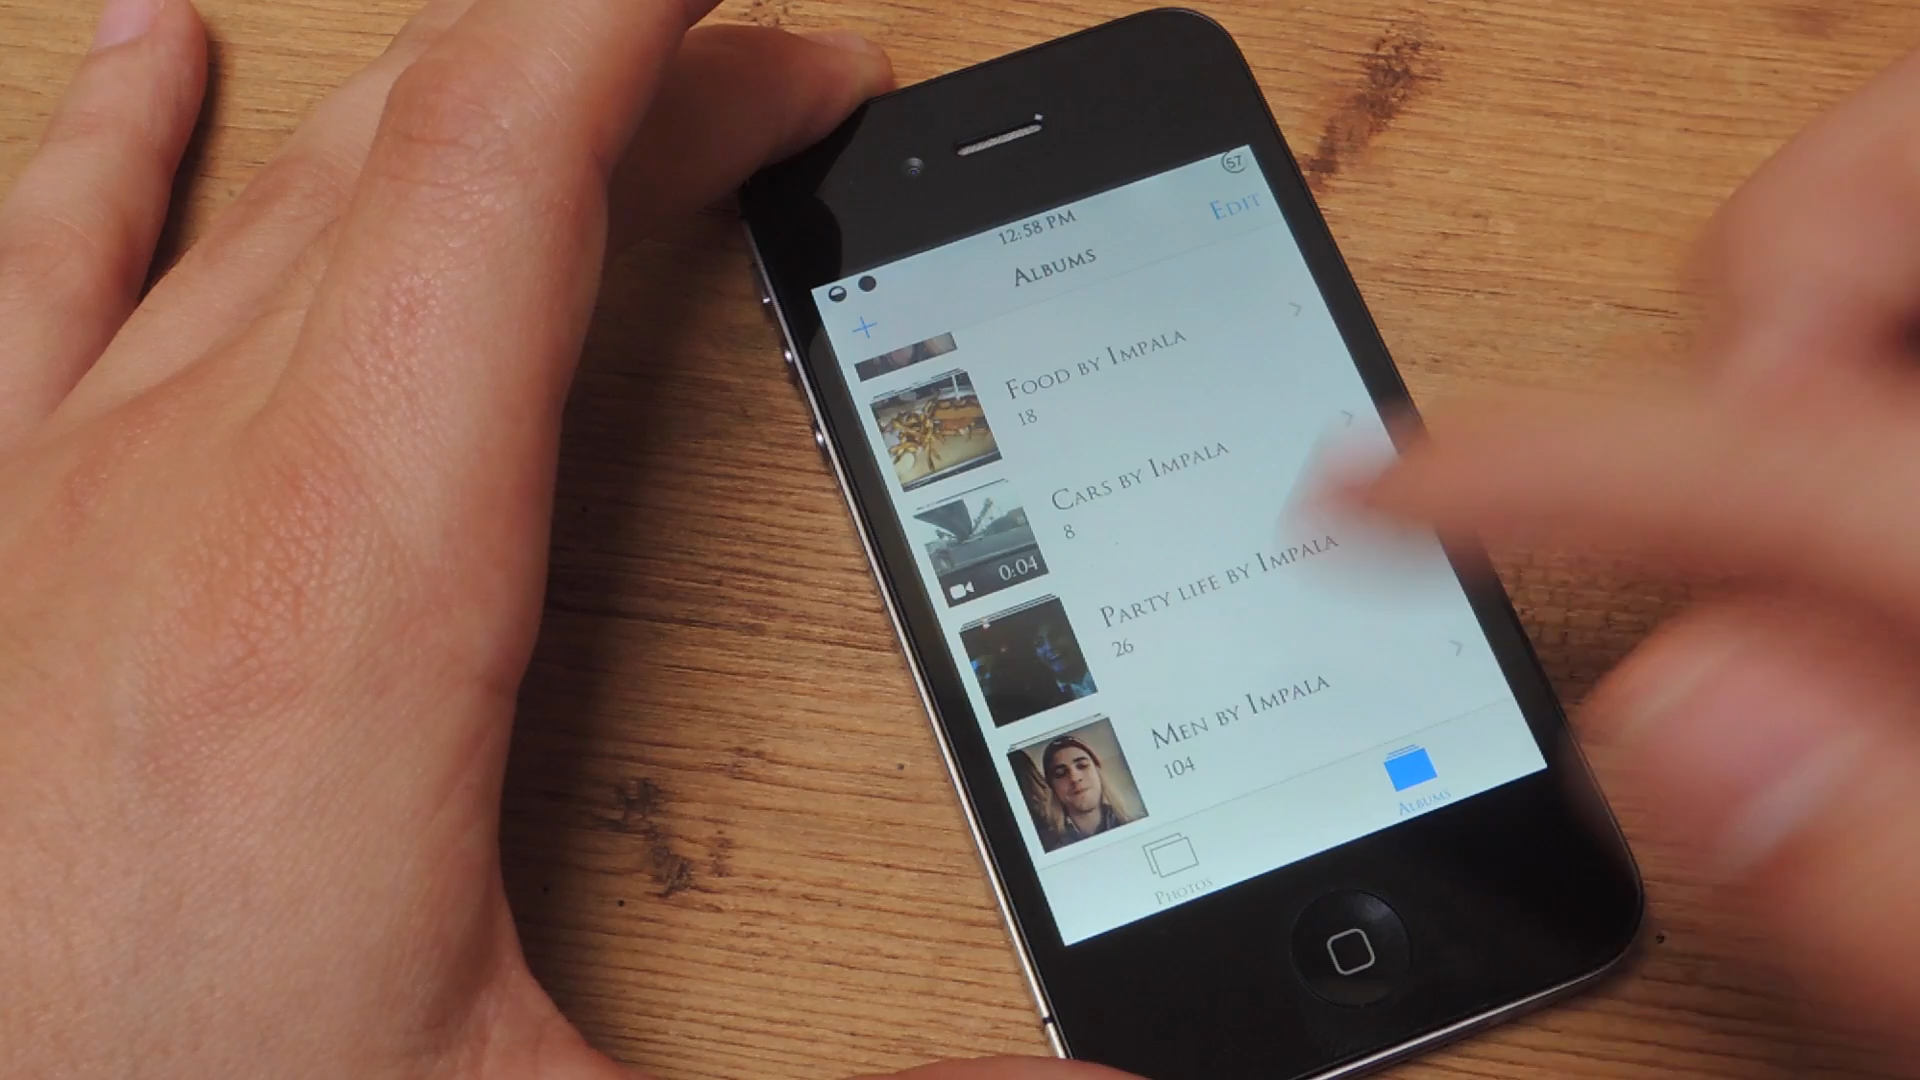 57
12:58 PM
Edit
Albums
+
Food by Impala
18
Cars by Impala
8
0:04
Party life by Impala
26
Men by Impala
104
Photos
Albums